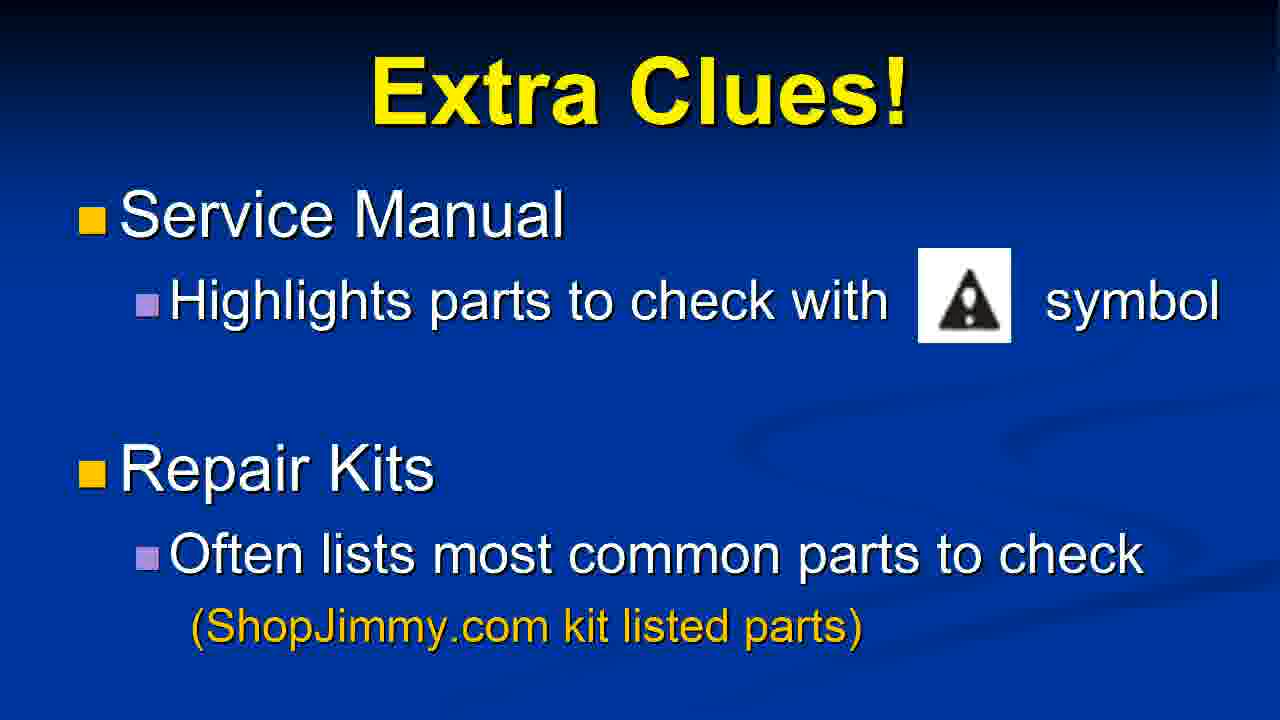 Extra Clues!
Service Manual
Highlights parts to check with symbol
Repair Kits
Often lists most common parts to check
(ShopJimmy.com kit listed parts)